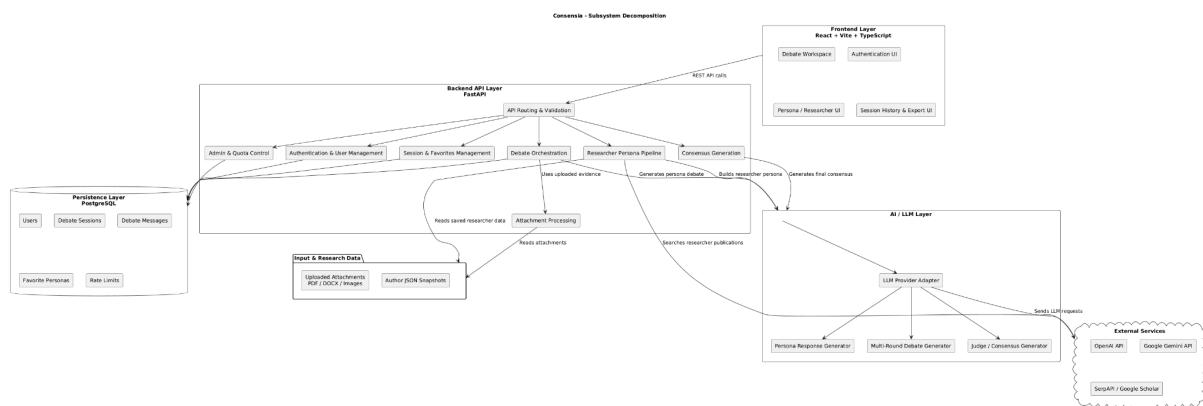 Consensia - Subsystem Decomposition
Frontend Layer
React + Vite + TypeScript
Debate Workspace
Authentication UI
Persona / Researcher UI
Session History & Export UI
REST API calls
Backend API Layer
FastAPI
API Routing & Validation
Admin & Quota Control
Authentication & User Management
Session & Favorites Management
Debate Orchestration
Researcher Persona Pipeline
Consensus Generation
Uses uploaded evidence
Generates persona debate
Builds researcher persona
Generates final consensus
Persistence Layer
PostgreSQL
Users
Debate Sessions
Debate Messages
Favorite Personas
Rate Limits
Reads saved researcher data
Attachment Processing
Reads attachments
Searches researcher publications
Input & Research Data
Uploaded Attachments
PDF / DOCX / Images
Author JSON Snapshots
AI / LLM Layer
LLM Provider Adapter
Sends LLM requests
Persona Response Generator
Multi-Round Debate Generator
Judge / Consensus Generator
External Services
OpenAI API
Google Gemini API
SerpAPI / Google Scholar